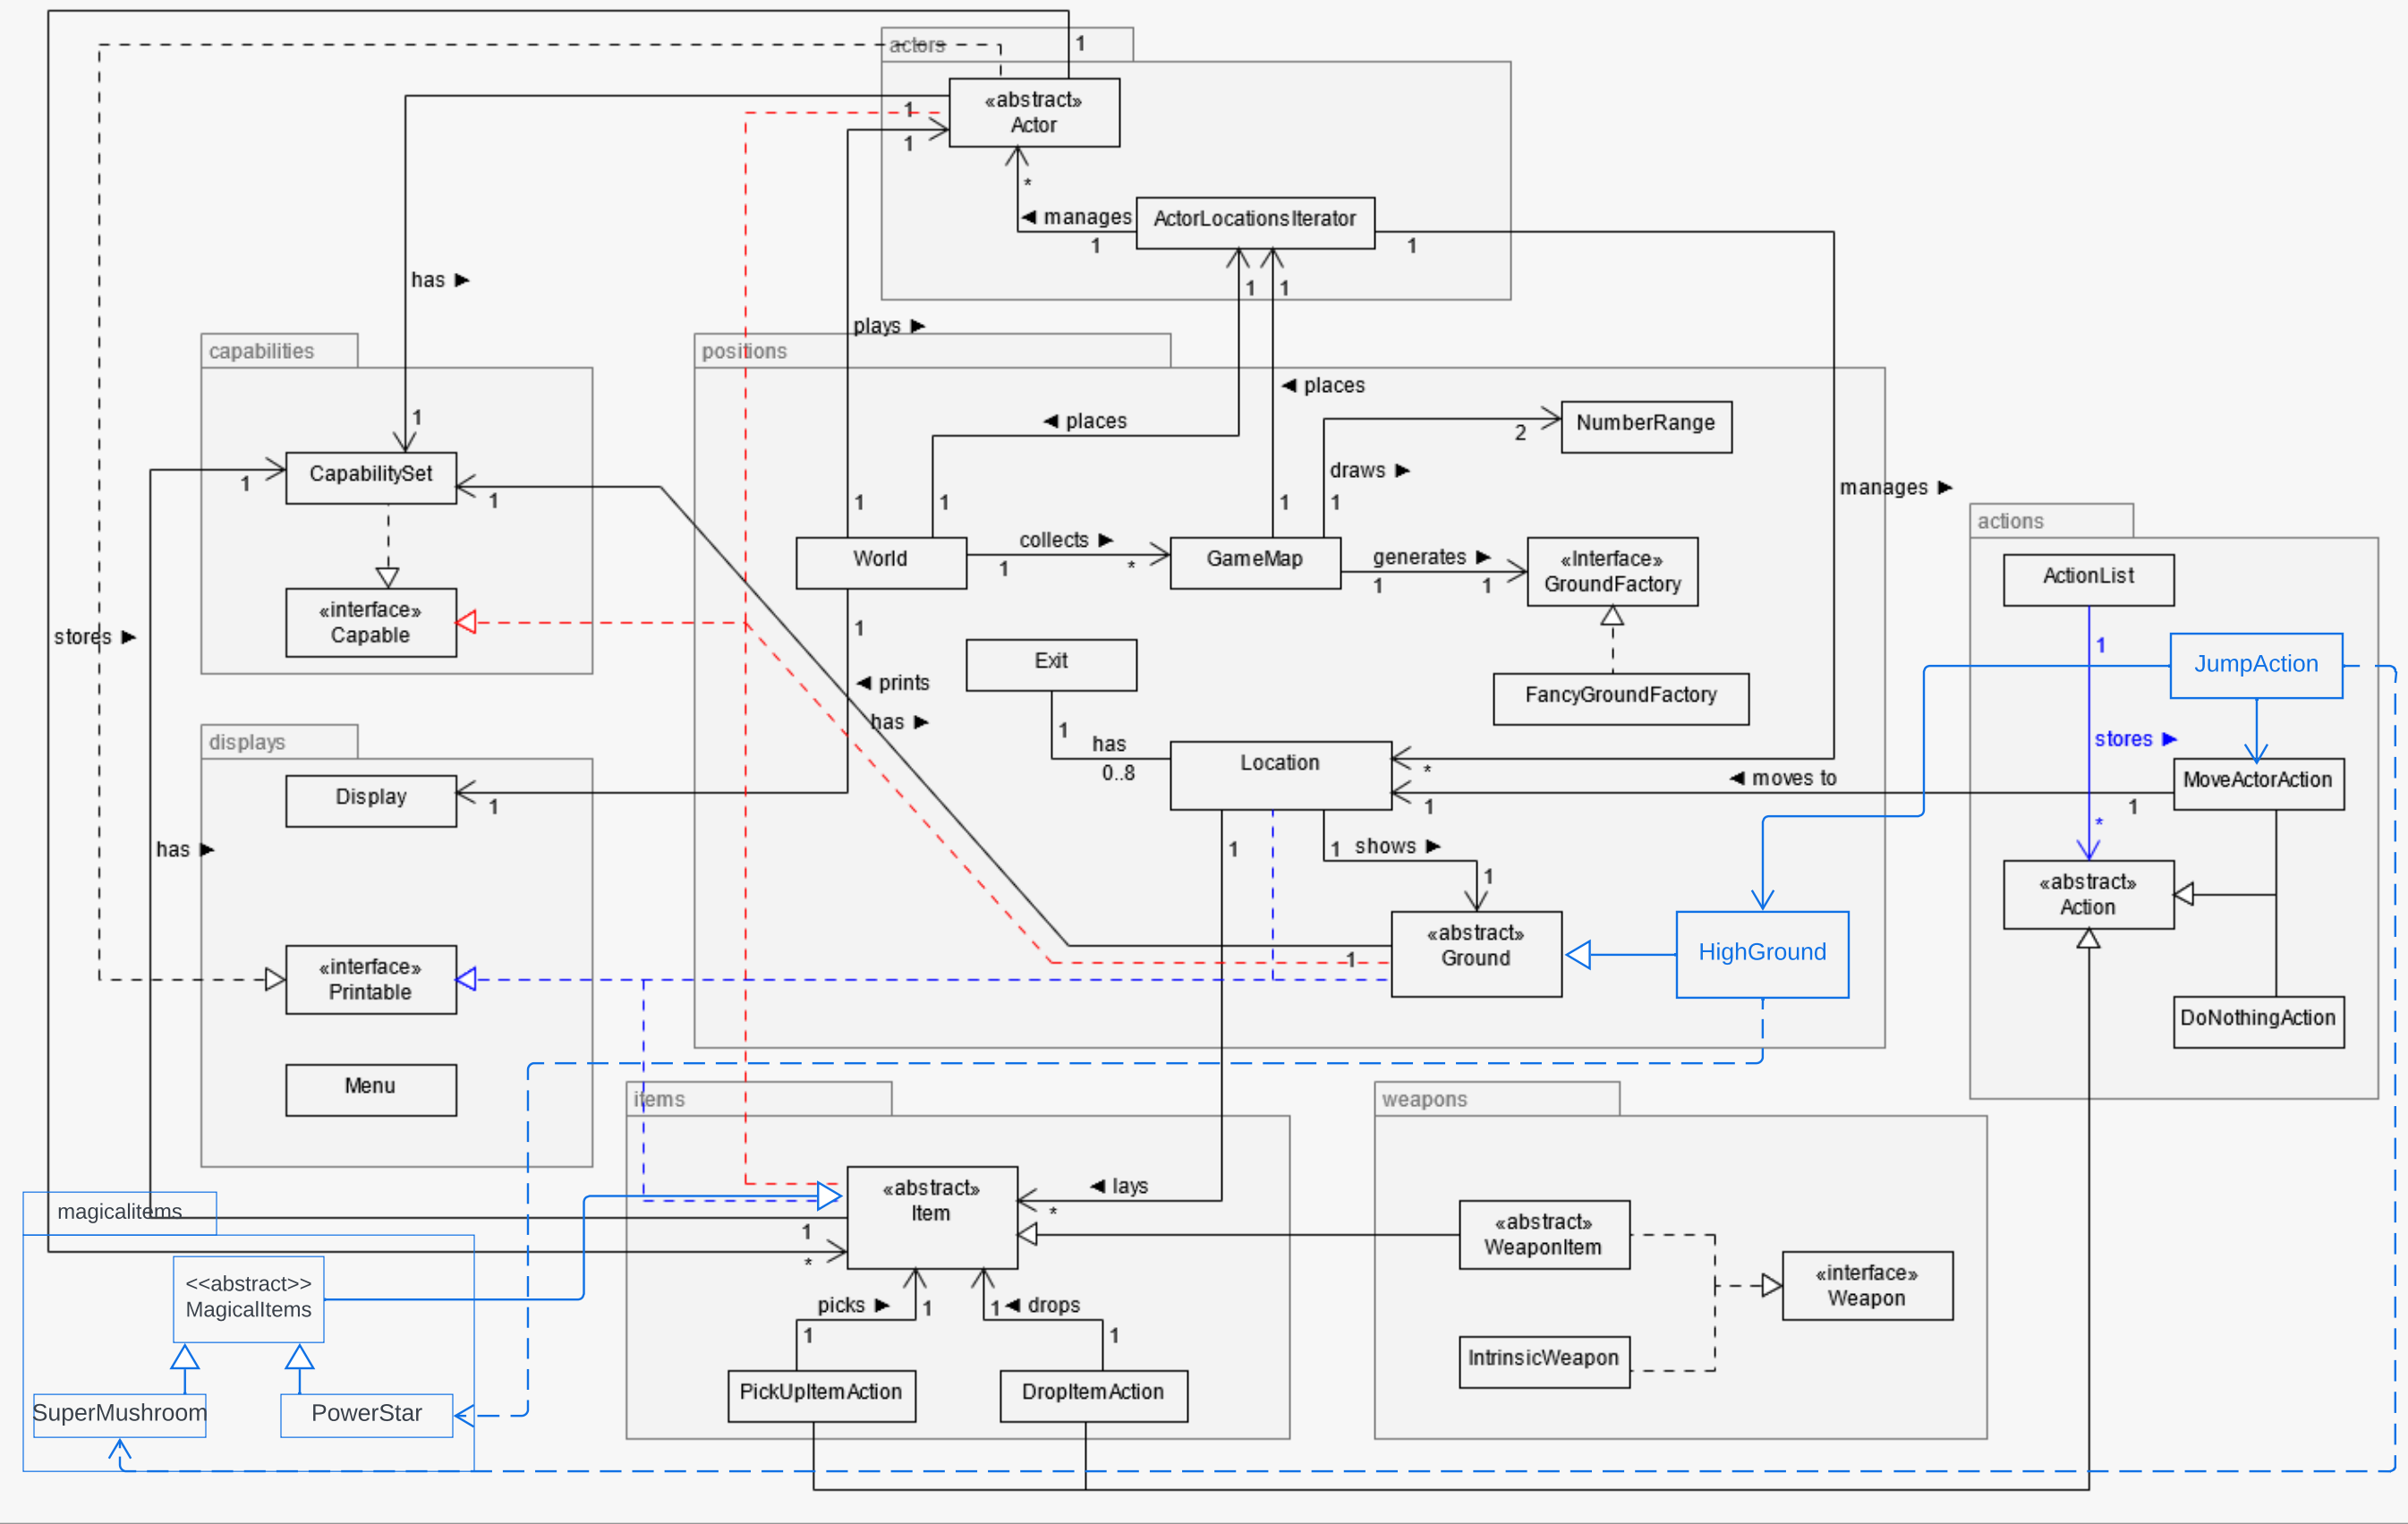 actors
1
«abstract»
Actor
1
1
*
◄ manages
ActorLocationsIterator
1
1
has ►
1
1
plays ►
capabilities
positions
◄ places
1
◄ places
NumberRange
2
draws ►
CapabilitySet
1
1
1
1
1
1
manages ►
actions
collects ►
World
GameMap
generates ►
«Interface»
GroundFactory
ActionList
1
*
1
1
«interface»
Capable
stores ►
1
1
JumpAction
Exit
◄ prints
FancyGroundFactory
has ►
1
stores ►
displays
has
0..8
Location
*
◄ moves to
MoveActorAction
Display
1
1
1
*
has ►
1
1
shows ►
1
«abstract»
Action
«abstract»
Ground
HighGround
1
«interface»
Printable
DoNothingAction
Menu
items
weapons
◄ lays
*
«abstract»
Item
magicalitems
1
*
«abstract»
WeaponItem
«interface»
Weapon
<<abstract>>
MagicalItems
picks ►
1
1
◄ drops
1
1
IntrinsicWeapon
PickUpItemAction
DropItemAction
SuperMushroom
PowerStar